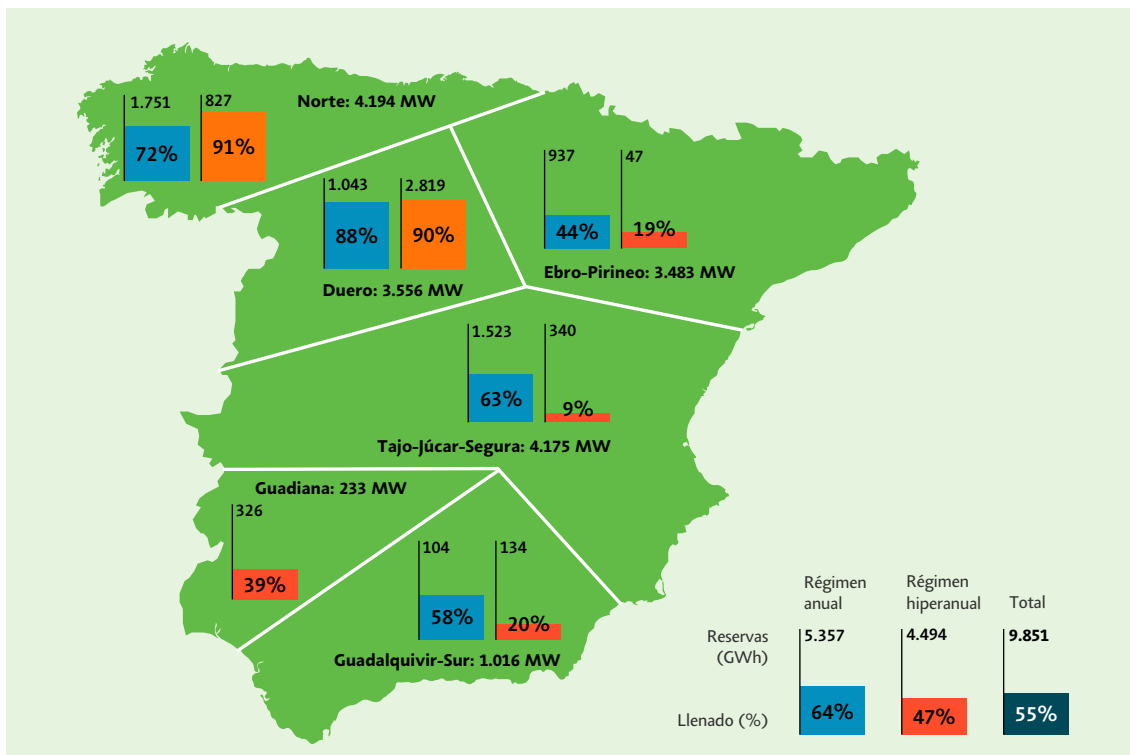 1.751
827
Norte: 4.194 MW
72%
91%
937
47
44%
19%
Ebro-Pirineo: 3.483 MW
1.043
2.819
88%
90%
Duero: 3.556 MW
1.523
340
63%
9%
Tajo-Júcar-Segura: 4.175 MW
Guadiana: 233 MW
326
39%
104
134
58%
20%
Guadalquivir-Sur: 1.016 MW
Régimen
anual
Régimen
hiperanual
Total
Reservas
(GWh)
5.357
4.494
9.851
Llenado (%)
64%
47%
55%